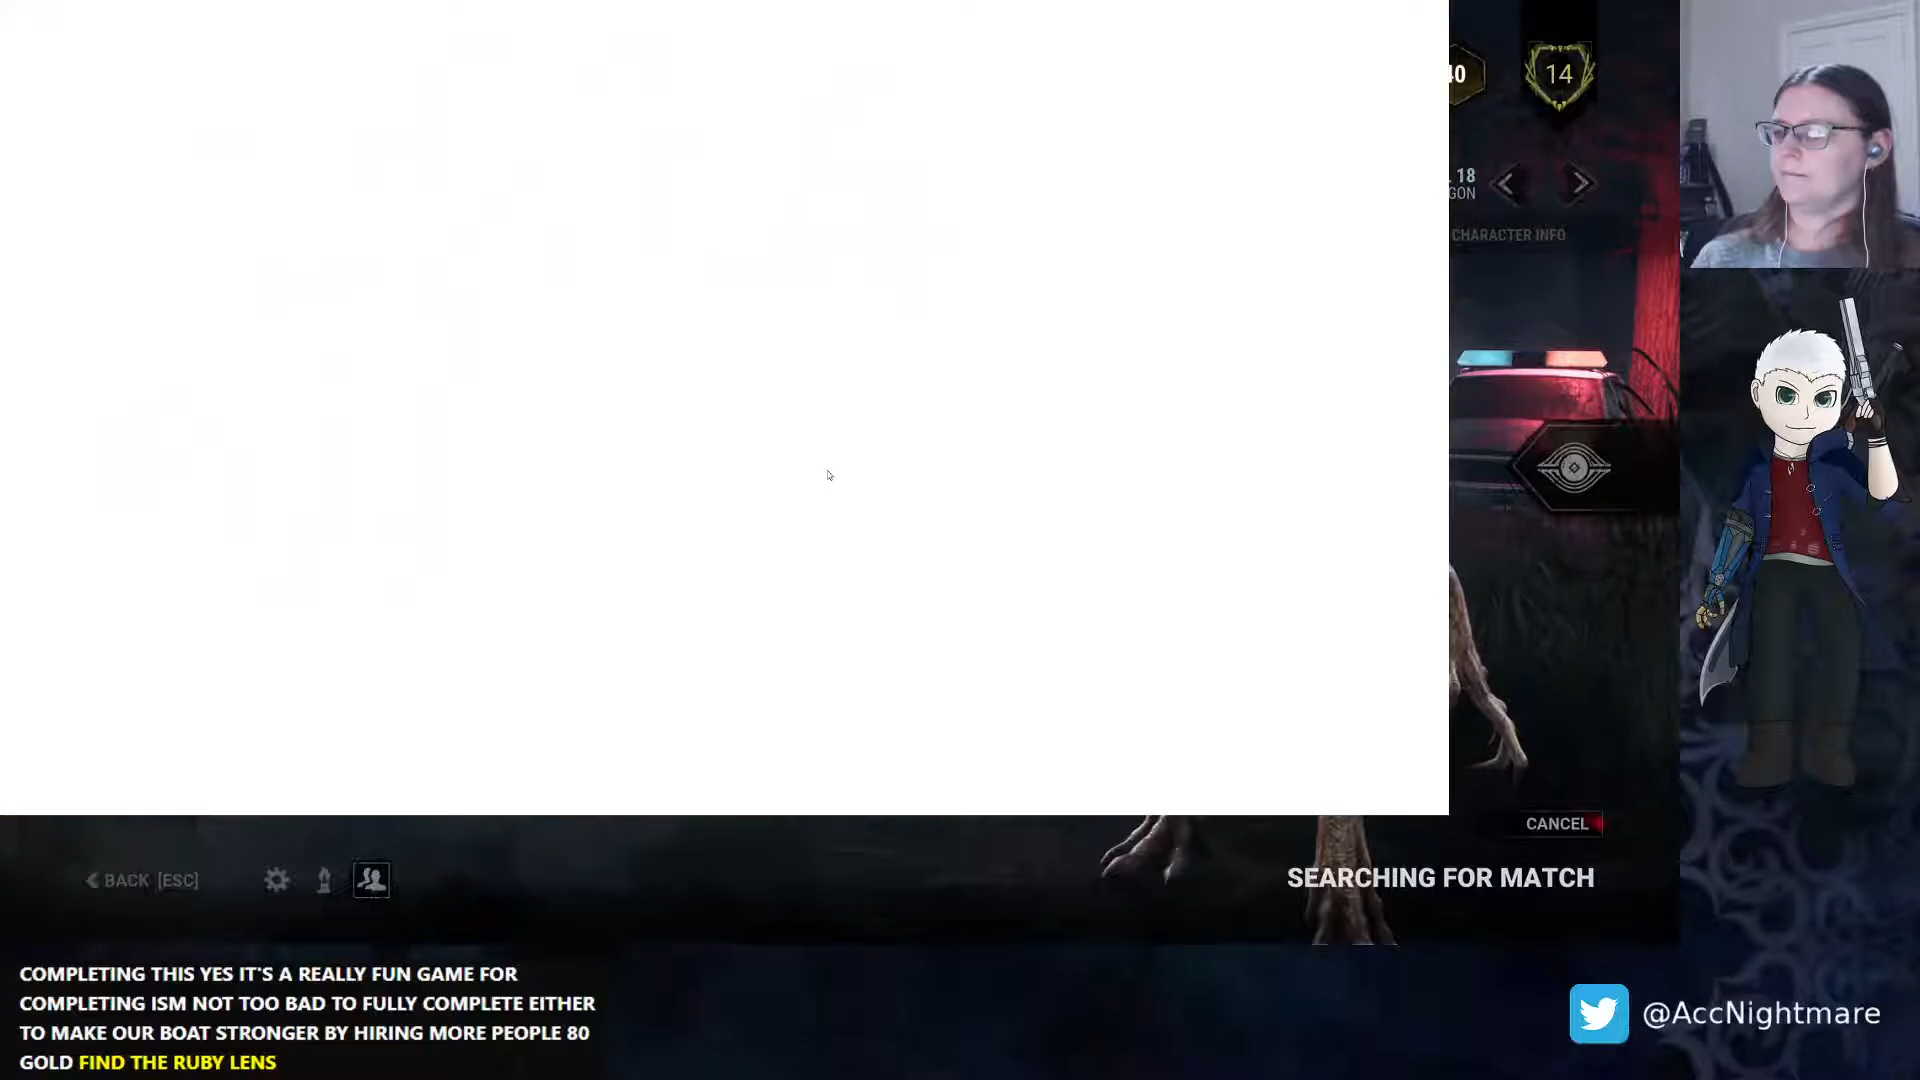 40
14
18
GON
CHARACTER INFO
CANCEL
BACK [ESC]
SEARCHING FOR MATCH
COMPLETING THIS YES IT'S A REALLY FUN GAME FOR
COMPLETING ISM NOT TOO BAD TO FULLY COMPLETE EITHER
TO MAKE OUR BOAT STRONGER BY HIRING MORE PEOPLE 80
GOLD FIND THE RUBY LENS
@AccNightmare